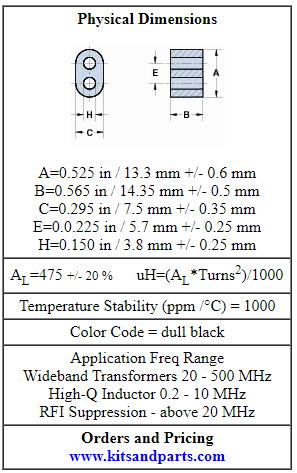 Physical Dimensions
E
A
H
B
C
A=0.525 in / 13.3 mm +/- 0.6 mm
B=0.565 in / 14.35 mm +/- 0.5 mm
C=0.295 in / 7.5 mm +/- 0.35 mm
E=0.0.225 in / 5.7 mm +/- 0.25 mm
H=0.150 in / 3.8 mm +/- 0.25 mm
AL=475 +/- 20 % uH=(AL*Turns2)/1000
Temperature Stability (ppm /°C) = 1000
Color Code = dull black
Application Freq Range
Wideband Transformers 20 - 500 MHz
High-Q Inductor 0.2 - 10 MHz
RFI Suppression - above 20 MHz
Orders and Pricing
www.kitsandparts.com